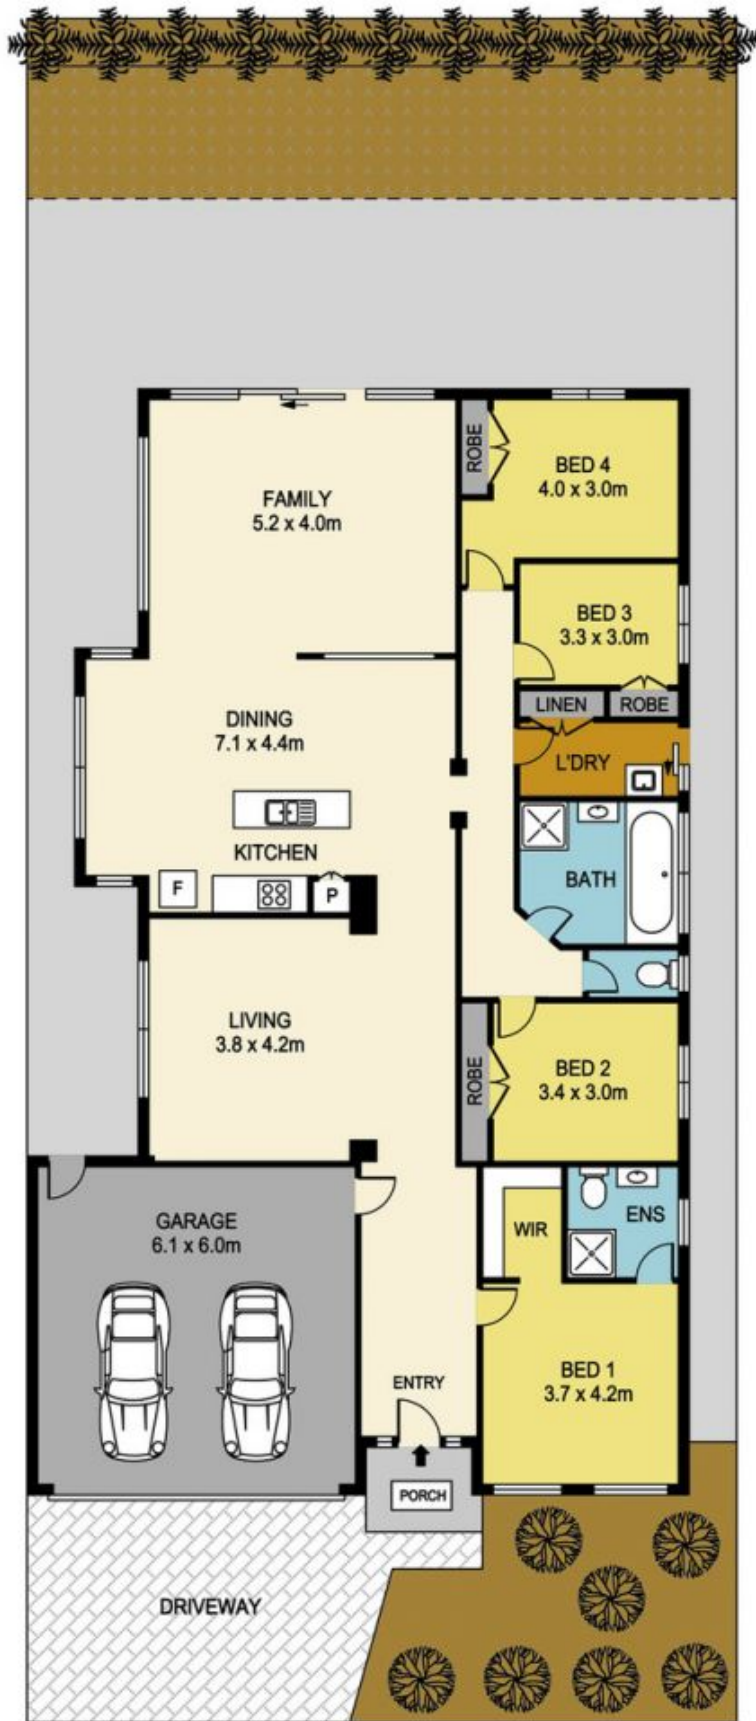 ROBE
BED 4
4.0 x 3.0m
FAMILY
5.2 x 4.0m
BED 3
3.3 x 3.0m
LINEN
ROBE
DINING
7.1 x 4.4m
L'DRY
KITCHEN
F
P
BATH
LIVING
3.8 x 4.2m
ROBE
BED 2
3.4 x 3.0m
GARAGE
6.1 x 6.0m
WIR
ENS
ENTRY
BED 1
3.7 x 4.2m
PORCH
DRIVEWAY